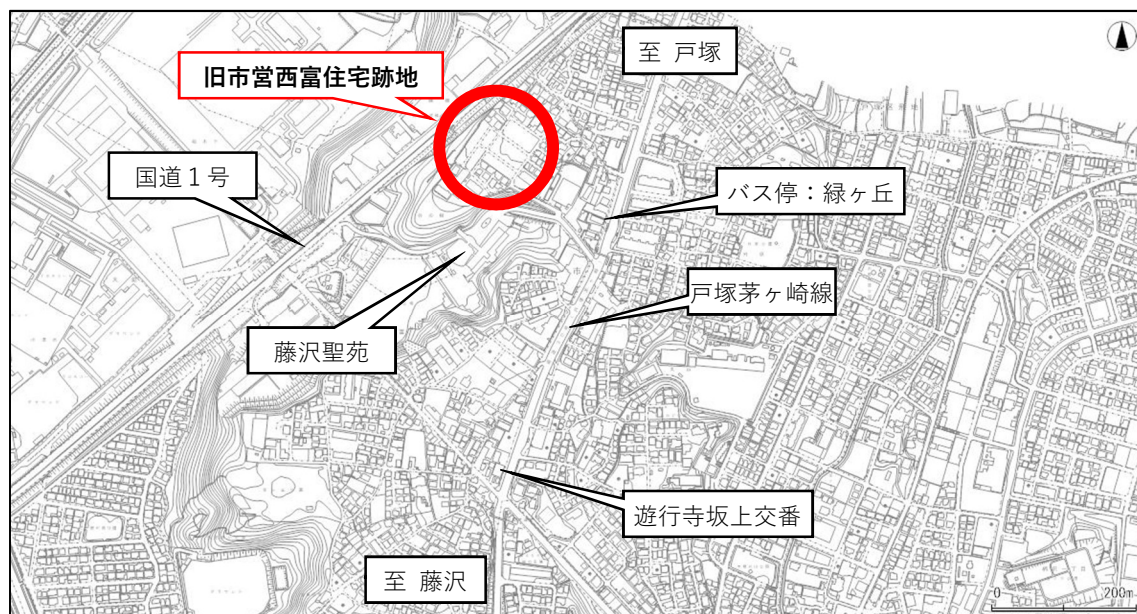 至 戸塚
旧市営西富住宅跡地
国道１号
バス停：緑ヶ丘
戸塚茅ヶ崎線
藤沢聖苑
遊行寺坂上交番
至 藤沢
0 200m